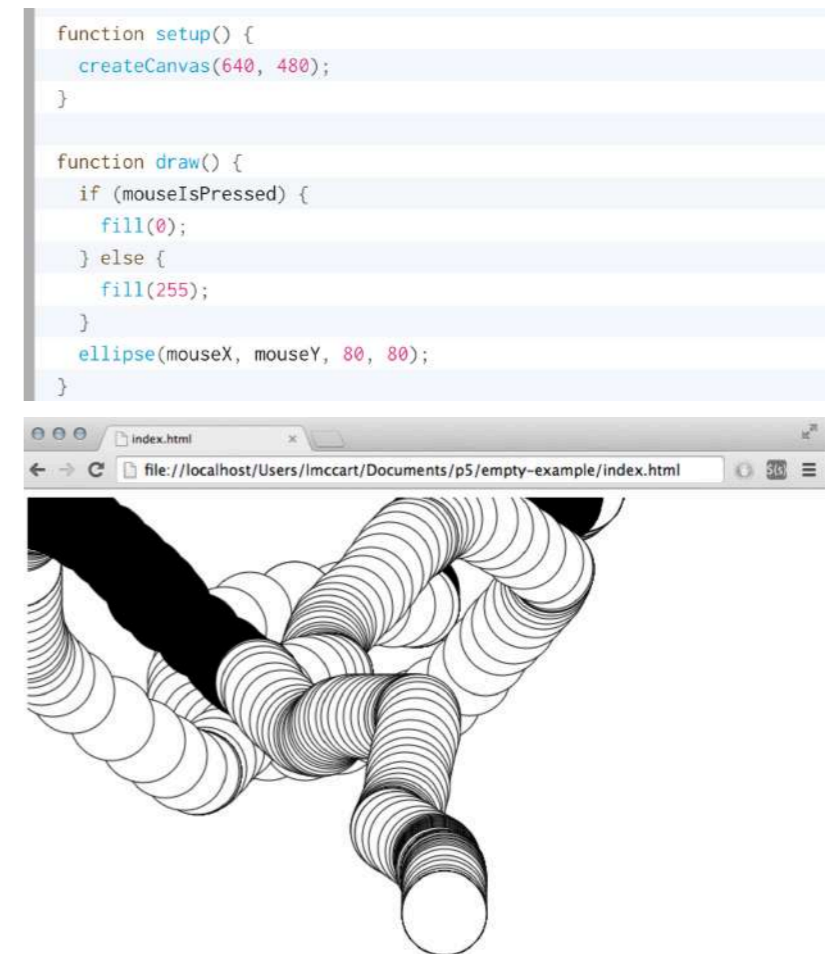 function setup() {
  createCanvas(640, 480);
}

function draw() {
  if (mouseIsPressed) {
    fill(0);
  } else {
    fill(255);
  }
  ellipse(mouseX, mouseY, 80, 80);
}
index.html
file://localhost/Users/lmccart/Documents/p5/empty-example/index.html